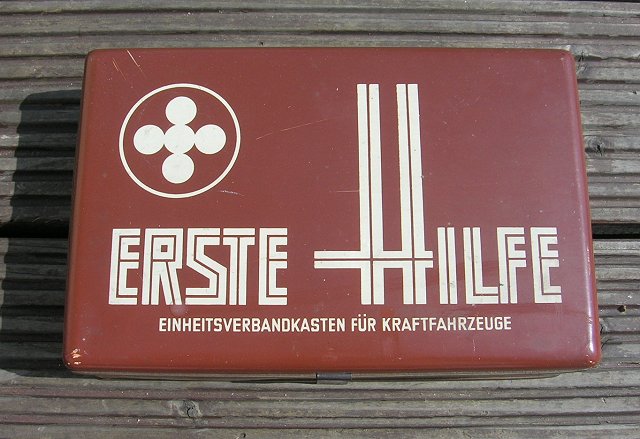 ERSTE HILFE
EINHEITSVERBANDKASTEN FÜR KRAFTFAHRZEUGE